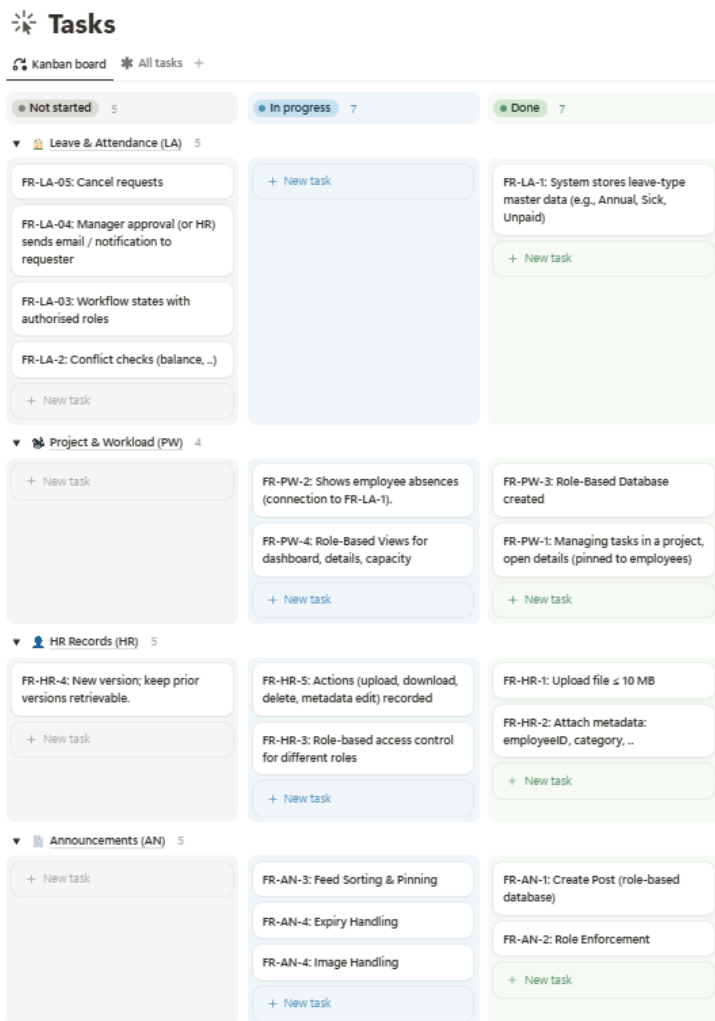 Tasks
Kanban board
All tasks
+
Not started 5
In progress 7
Done 7
Leave & Attendance (LA) 5
FR-LA-05: Cancel requests
FR-LA-04: Manager approval (or HR)
sends email / notification to
requester
FR-LA-03: Workflow states with
authorised roles
FR-LA-2: Conflict checks (balance, ..)
+ New task
+ New task
FR-LA-1: System stores leave-type
master data (e.g., Annual, Sick,
Unpaid)
+ New task
Project & Workload (PW) 4
+ New task
FR-PW-2: Shows employee absences
(connection to FR-LA-1).
FR-PW-4: Role-Based Views for
dashboard, details, capacity
+ New task
FR-PW-3: Role-Based Database
created
FR-PW-1: Managing tasks in a project,
open details (pinned to employees)
+ New task
HR Records (HR) 5
FR-HR-4: New version; keep prior
versions retrievable.
+ New task
FR-HR-5: Actions (upload, download,
delete, metadata edit) recorded
FR-HR-3: Role-based access control
for different roles
+ New task
FR-HR-1: Upload file ≤ 10 MB
FR-HR-2: Attach metadata:
employeeID, category, ..
+ New task
Announcements (AN) 5
+ New task
FR-AN-3: Feed Sorting & Pinning
FR-AN-4: Expiry Handling
FR-AN-4: Image Handling
+ New task
FR-AN-1: Create Post (role-based
database)
FR-AN-2: Role Enforcement
+ New task